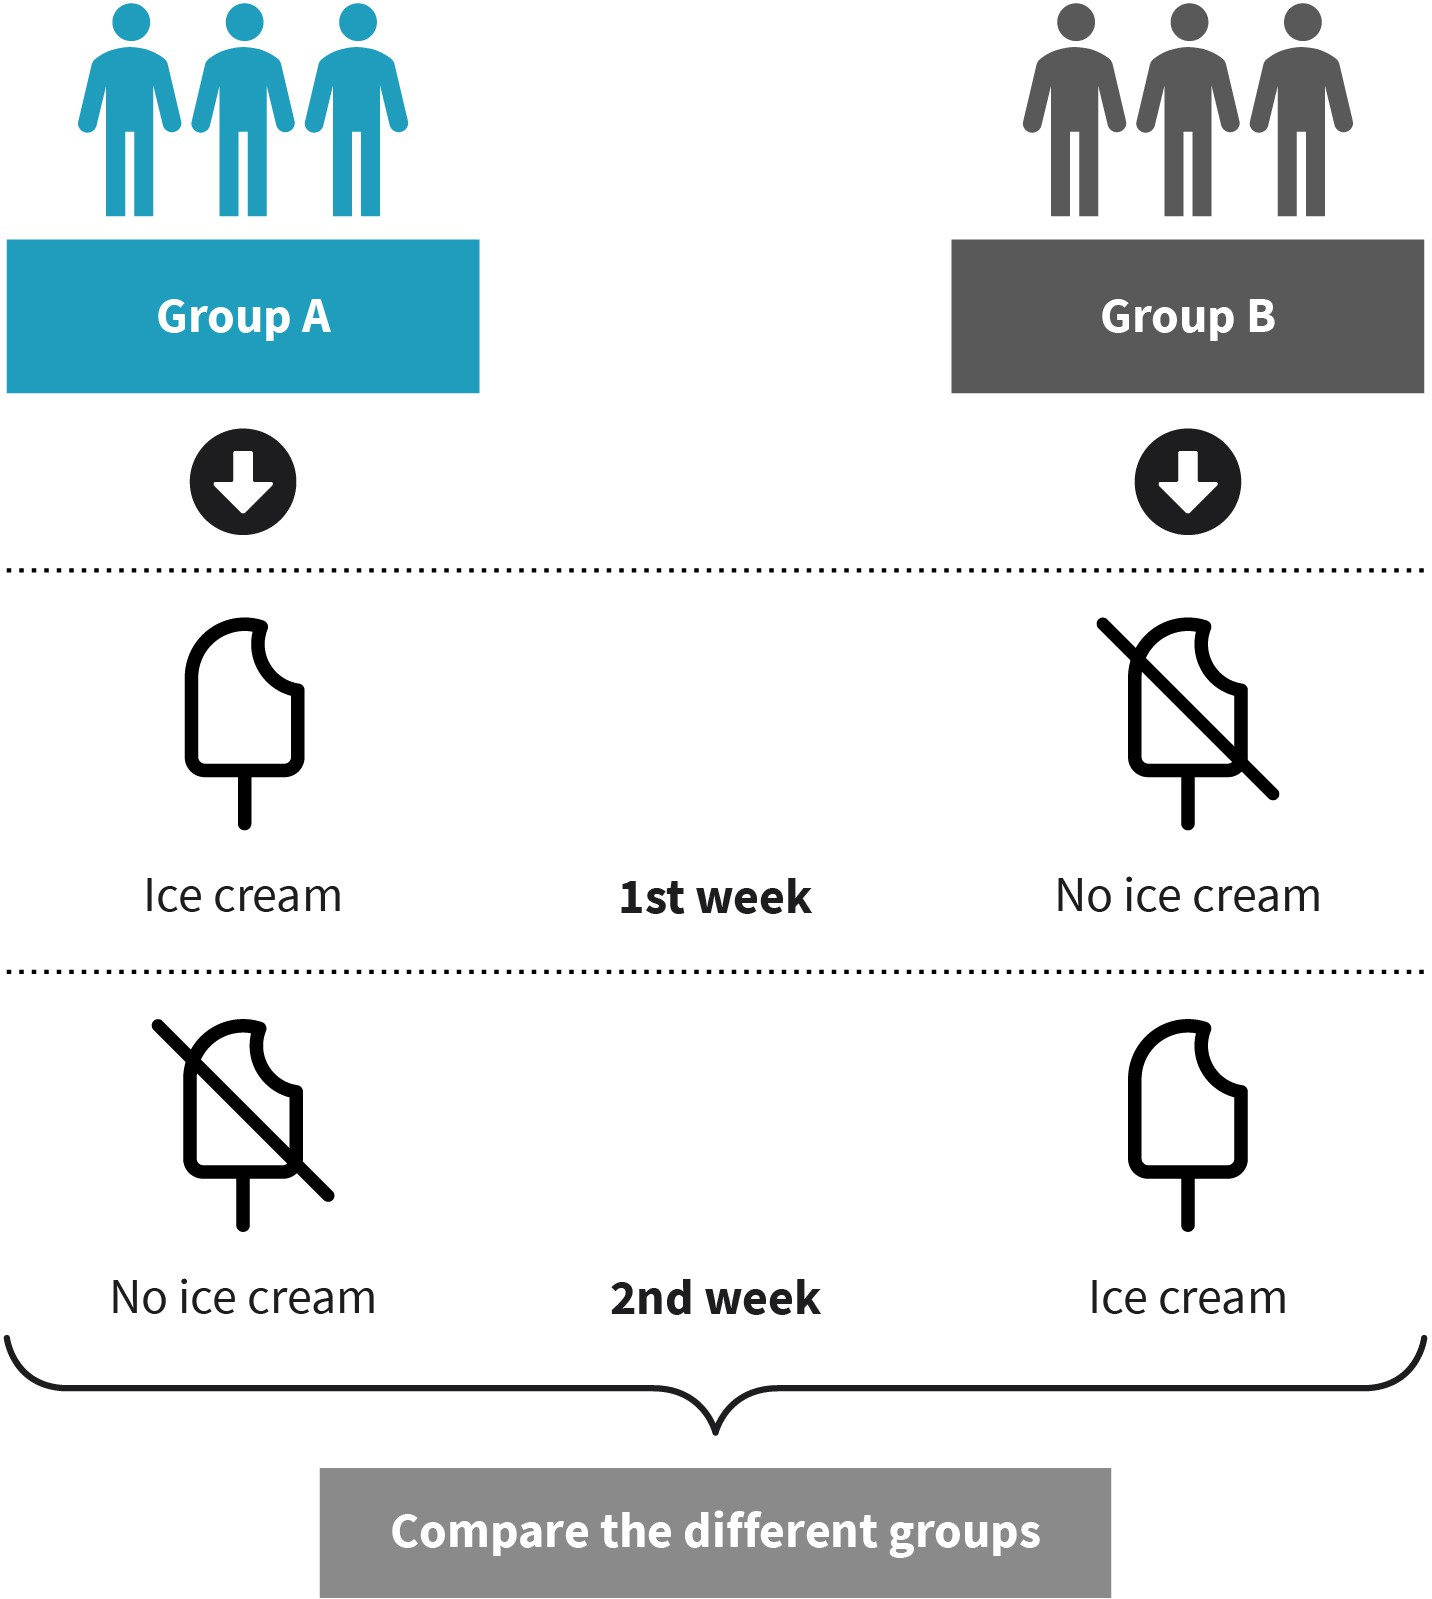 Group A
Group B
Ice cream
1st week
No ice cream
No ice cream
2nd week
Ice cream
Compare the different groups